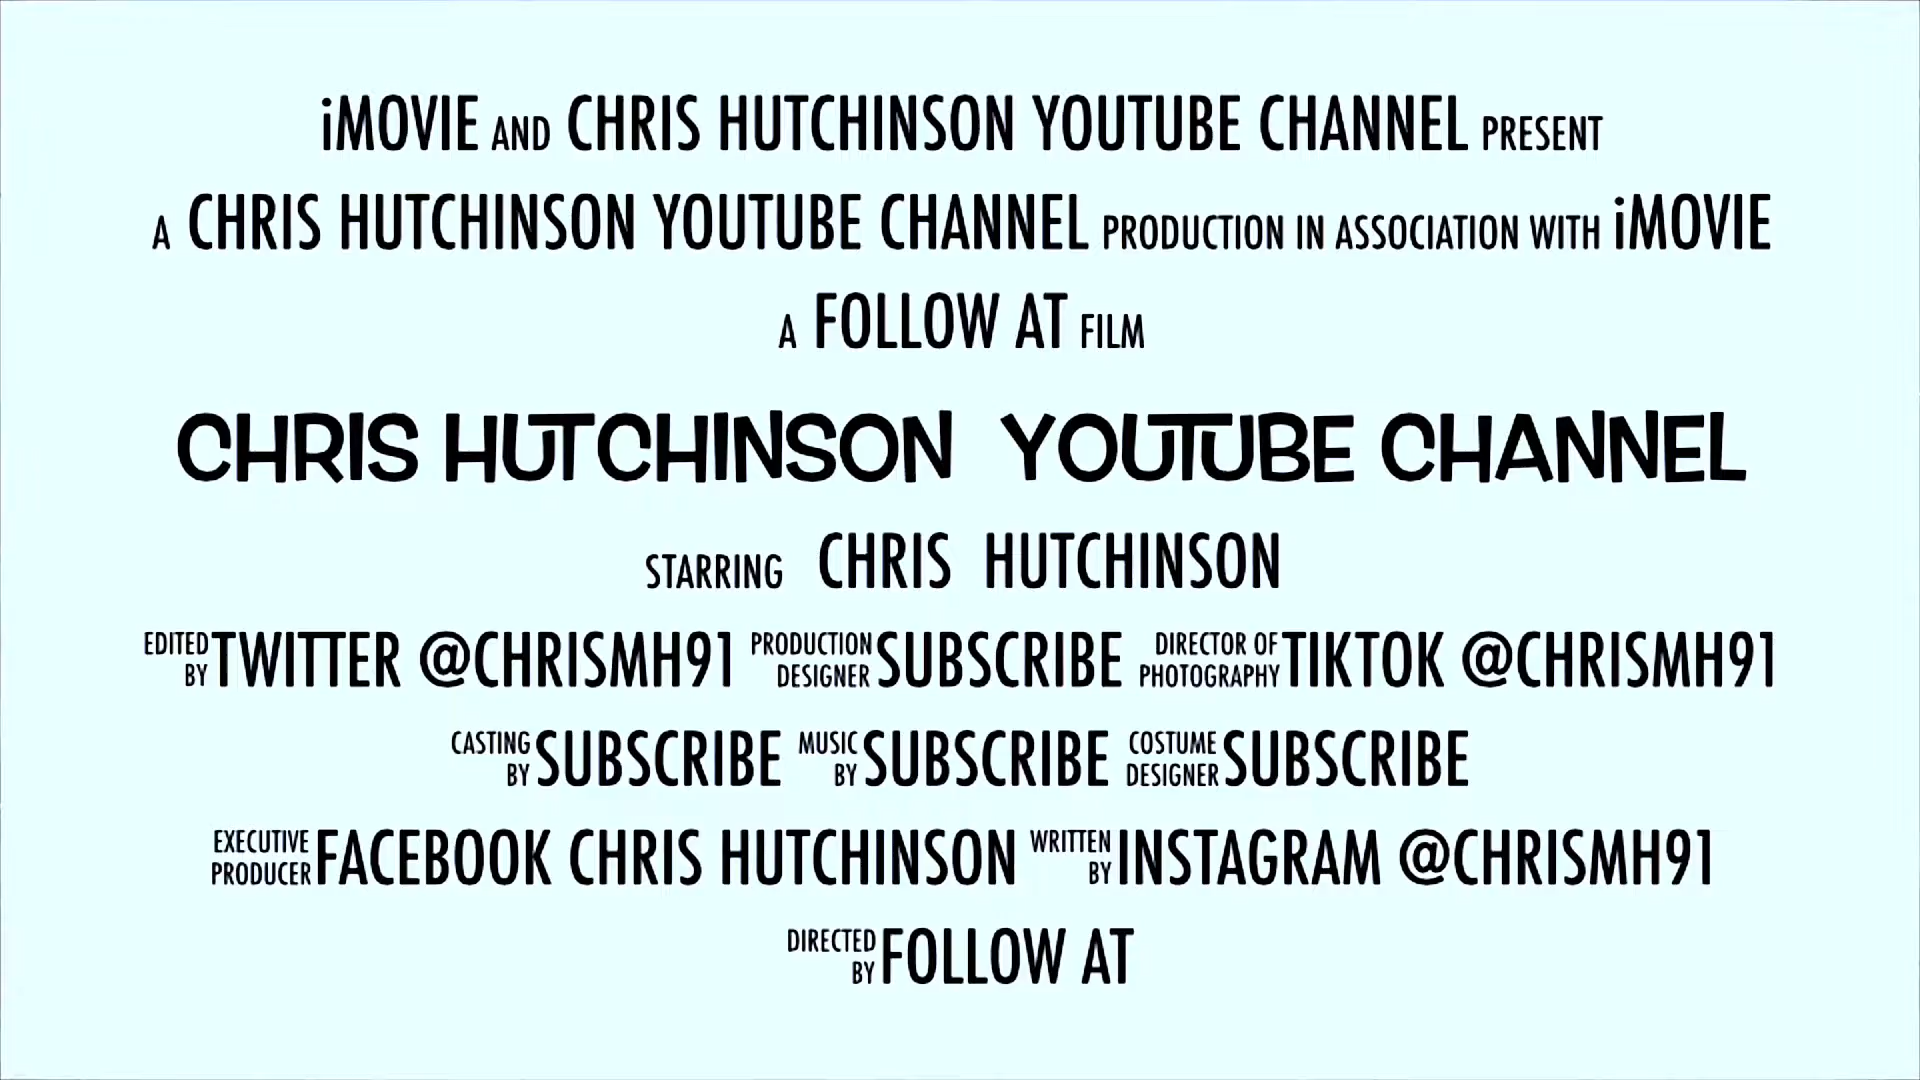 iMOVIE AND CHRIS HUTCHINSON YOUTUBE CHANNEL PRESENT
A CHRIS HUTCHINSON YOUTUBE CHANNEL PRODUCTION IN ASSOCIATION WITH iMOVIE
A FOLLOW AT FILM
CHRIS HUTCHINSON YOUTUBE CHANNEL
STARRING CHRIS HUTCHINSON
EDITED BY TWITTER @CHRISMH91 PRODUCTION DESIGNER SUBSCRIBE DIRECTOR OF PHOTOGRAPHY TIKTOK @CHRISMH91
CASTING BY SUBSCRIBE MUSIC BY SUBSCRIBE COSTUME DESIGNER SUBSCRIBE
EXECUTIVE PRODUCER FACEBOOK CHRIS HUTCHINSON WRITTEN BY INSTAGRAM @CHRISMH91
DIRECTED BY FOLLOW AT